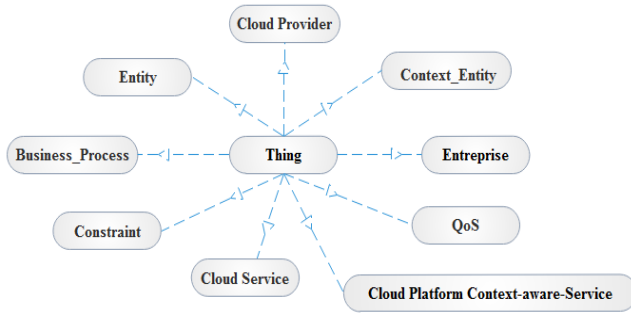 Cloud Provider
Entity
Context_Entity
Business_Process
Thing
Entreprise
Constraint
QoS
Cloud Service
Cloud Platform Context-aware-Service